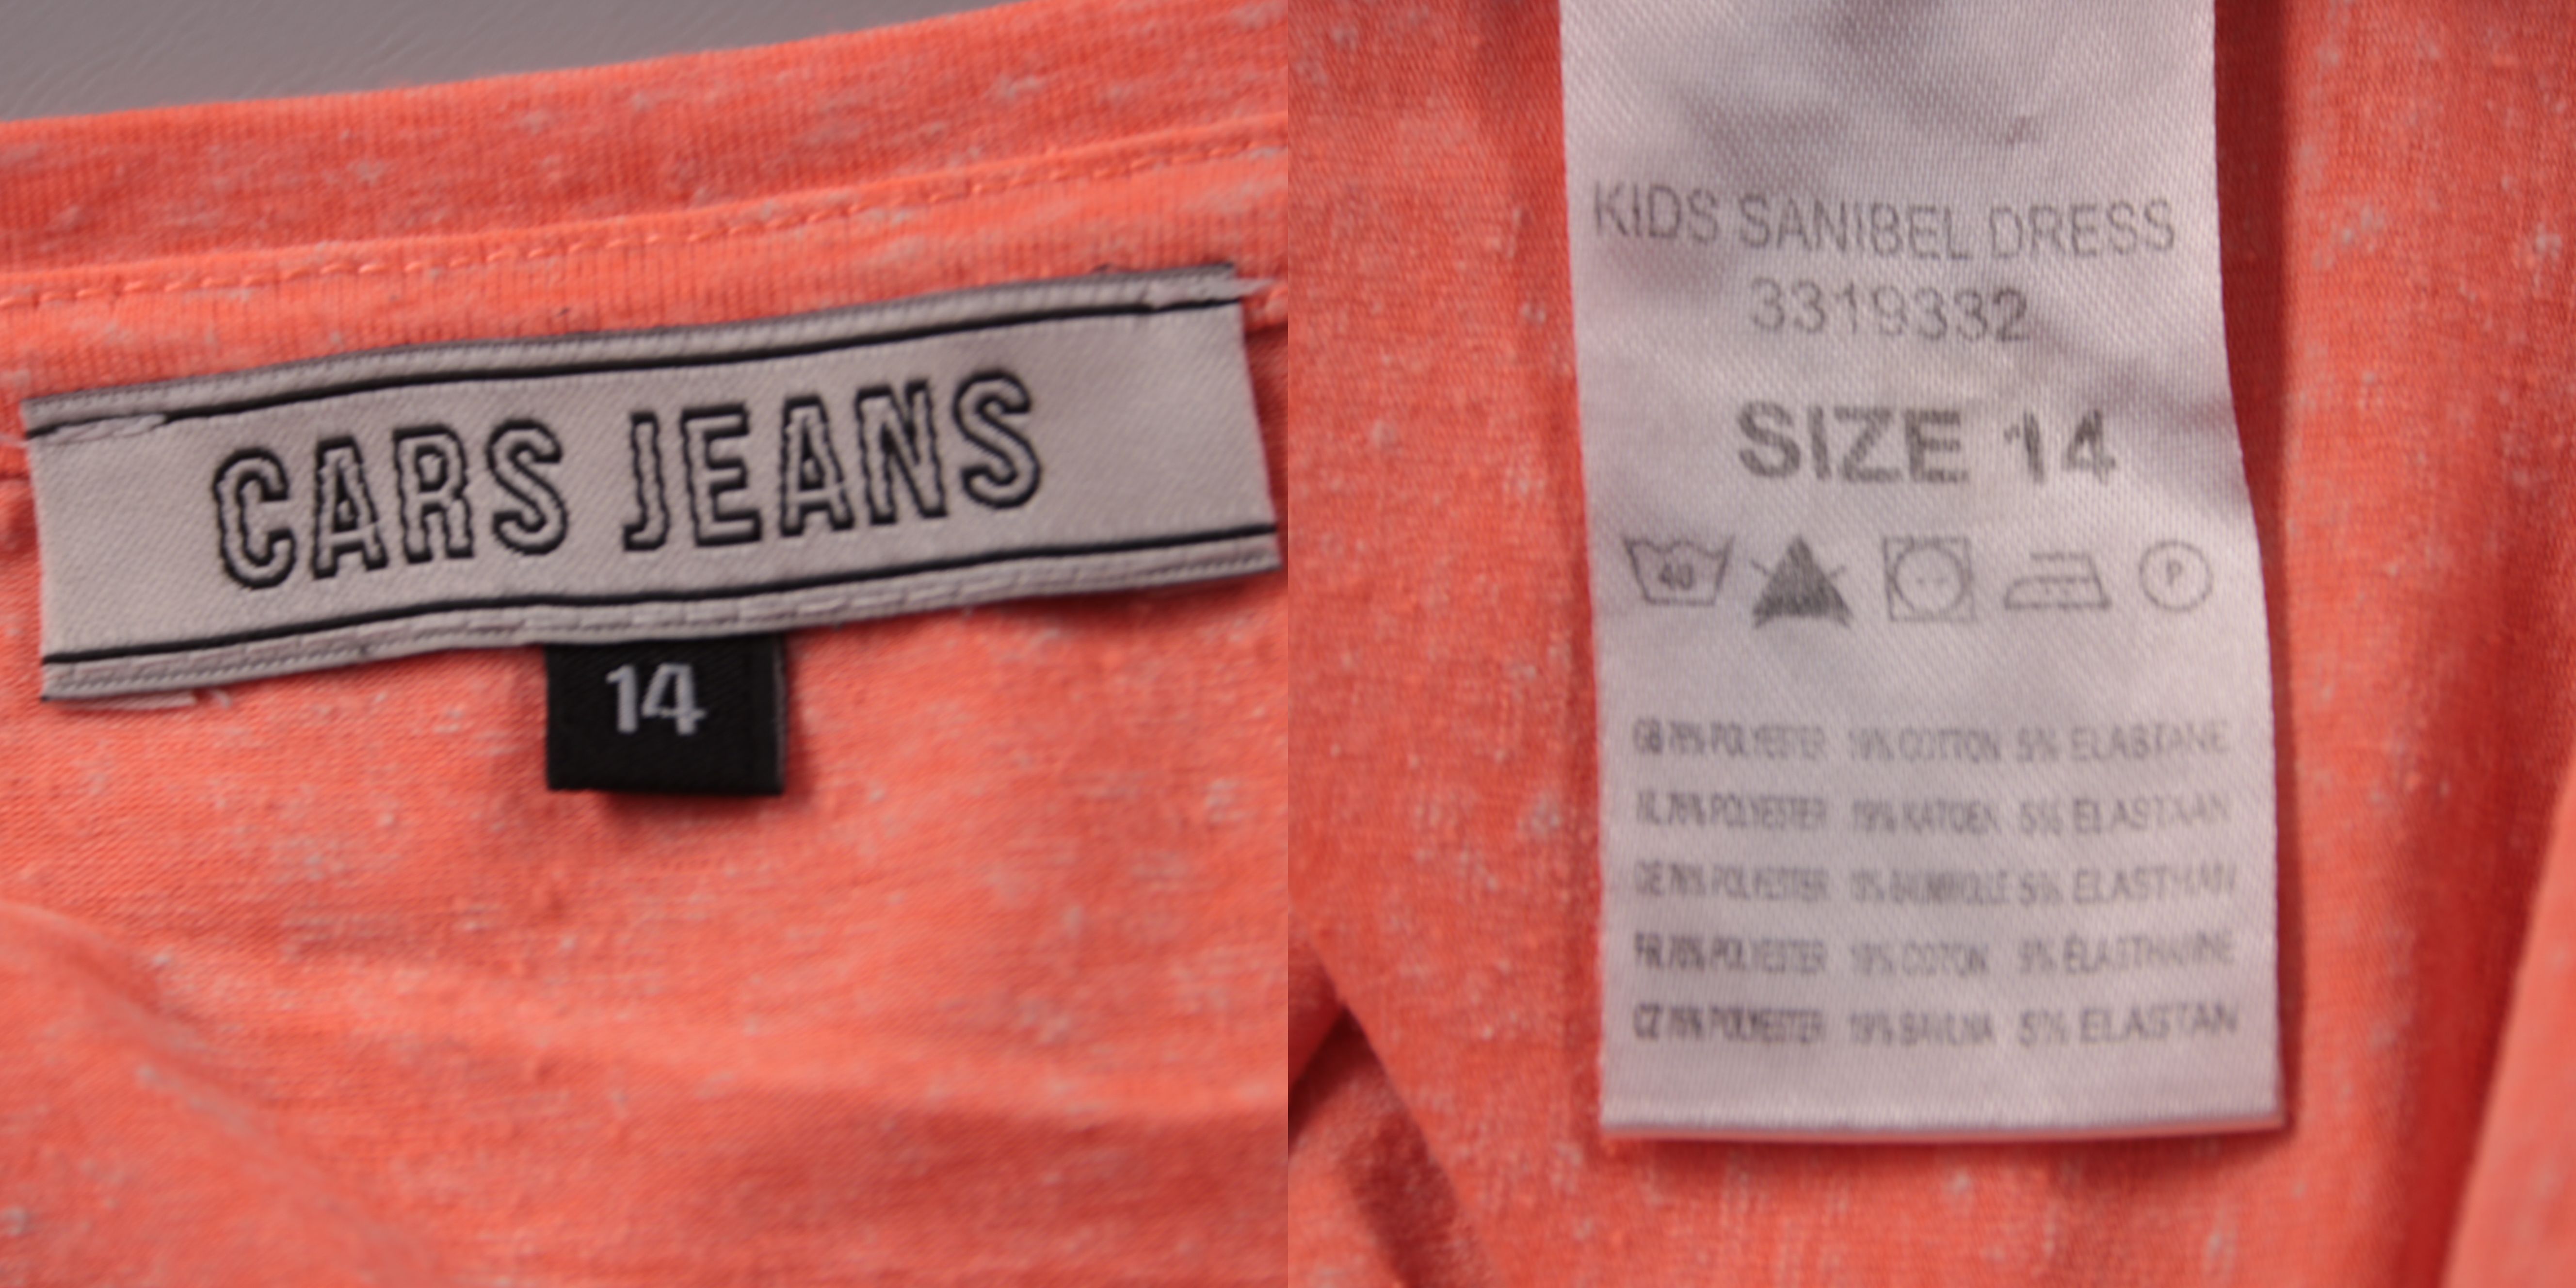 CARS JEANS
14
KIDS SANIBEL DRESS
3319332
SIZE 14
40 P
GB 76% POLYESTER 19% COTTON 5% ELASTANE
NL 76% POLYESTER 19% KATOEN 5% ELASTAAN
DE 76% POLYESTER 19% BAUMWOLLE 5% ELASTHAN
FR 76% POLYESTER 19% COTON 5% ÉLASTHANNE
CZ 76% POLYESTER 19% BAVLNA 5% ELASTAN